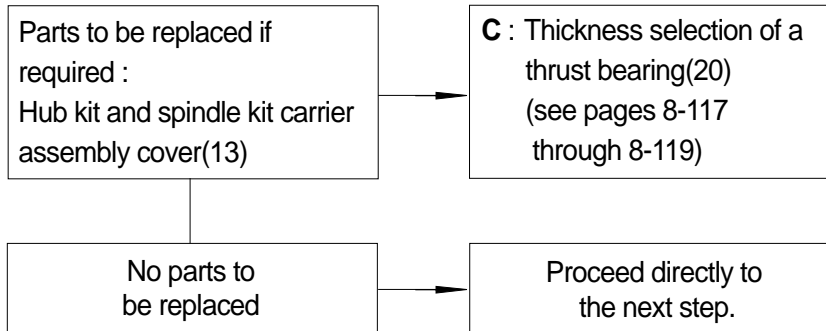 Parts to be replaced if
required :
Hub kit and spindle kit carrier
assembly cover(13)
C : Thickness selection of a
thrust bearing(20)
(see pages 8-117
through 8-119)
No parts to
be replaced
Proceed directly to
the next step.